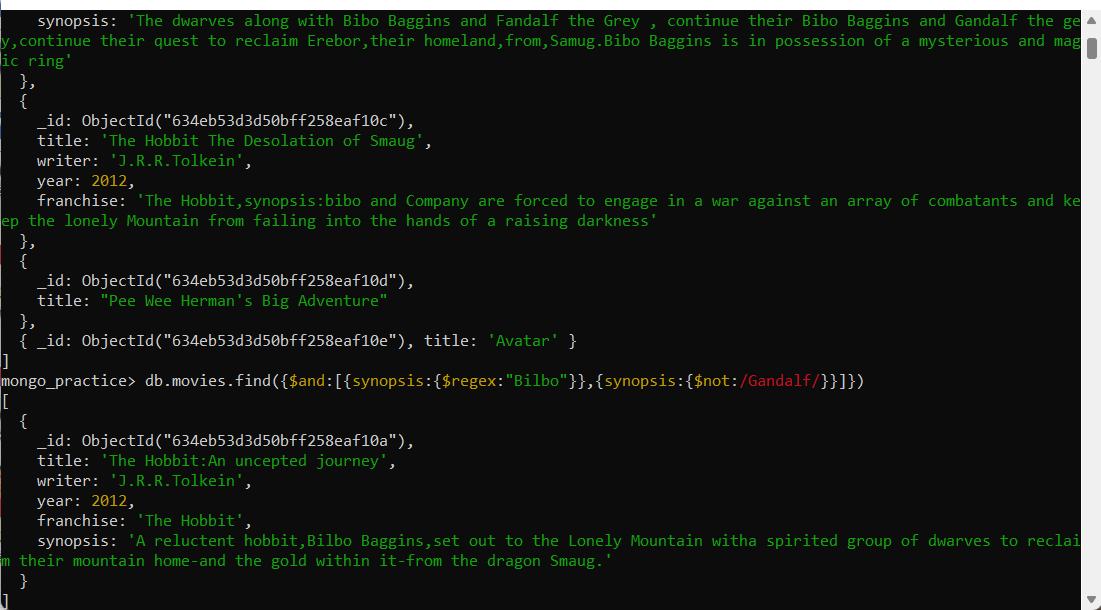 synopsis: 'The dwarves along with Bibo Baggins and Fandalf the Grey , continue their Bibo Baggins and Gandalf the ge
y,continue their quest to reclaim Erebor,their homeland,from,Samug.Bibo Baggins is in possession of a mysterious and mag
ic ring'
},
{
_id: ObjectId("634eb53d3d50bff258eaf10c"),
title: 'The Hobbit The Desolation of Smaug',
writer: 'J.R.R.Tolkein',
year: 2012,
franchise: 'The Hobbit,synopsis:bibo and Company are forced to engage in a war against an array of combatants and ke
ep the lonely Mountain from failing into the hands of a raising darkness'
},
{
_id: ObjectId("634eb53d3d50bff258eaf10d"),
title: "Pee Wee Herman's Big Adventure"
},
{ _id: ObjectId("634eb53d3d50bff258eaf10e"), title: 'Avatar' }
]
mongo_practice> db.movies.find({$and:[{synopsis:{$regex:"Bilbo"}},{synopsis:{$not:/Gandalf/}}]})
[
{
_id: ObjectId("634eb53d3d50bff258eaf10a"),
title: 'The Hobbit:An uncepted journey',
writer: 'J.R.R.Tolkein',
year: 2012,
franchise: 'The Hobbit',
synopsis: 'A reluctent hobbit,Bilbo Baggins,set out to the Lonely Mountain witha spirited group of dwarves to reclai
m their mountain home-and the gold within it-from the dragon Smaug.'
}
]